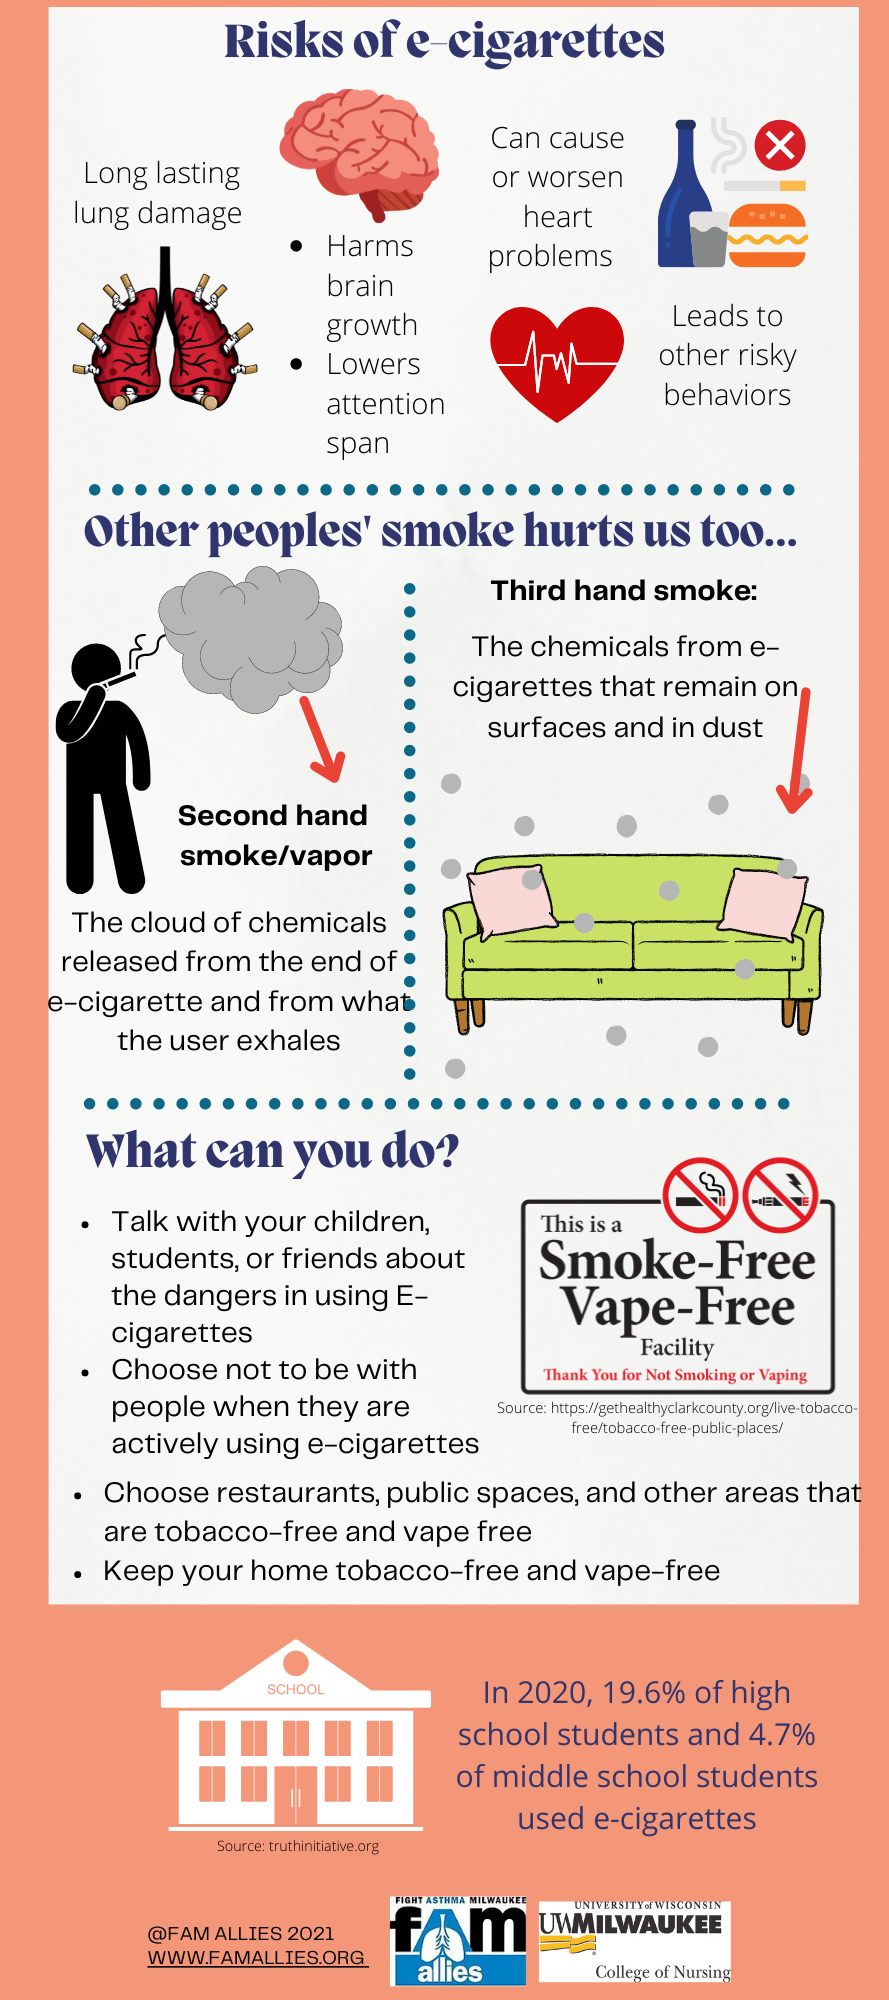 Risks of e-cigarettes
Long lasting
lung damage
• Harms
brain
growth
• Lowers
attention
span
Can cause
or worsen
heart
problems
Leads to
other risky
behaviors
Other peoples' smoke hurts us too...
Second hand
smoke/vapor
The cloud of chemicals
released from the end of
e-cigarette and from what
the user exhales
Third hand smoke:
The chemicals from e-
cigarettes that remain on
surfaces and in dust
What can you do?
• Talk with your children,
students, or friends about
the dangers in using E-
cigarettes
• Choose not to be with
people when they are
actively using e-cigarettes
This is a
Smoke-Free
Vape-Free
Facility
Thank You for Not Smoking or Vaping
Source: https://gethealthyclarkcounty.org/live-tobacco-
free/tobacco-free-public-places/
• Choose restaurants, public spaces, and other areas that
are tobacco-free and vape free
• Keep your home tobacco-free and vape-free
SCHOOL
Source: truthinitiative.org
In 2020, 19.6% of high
school students and 4.7%
of middle school students
used e-cigarettes
@FAM ALLIES 2021
WWW.FAMALLIES.ORG
FIGHT ASTHMA MILWAUKEE
fAm
allies
UNIVERSITY of WISCONSIN
UWMILWAUKEE
College of Nursing